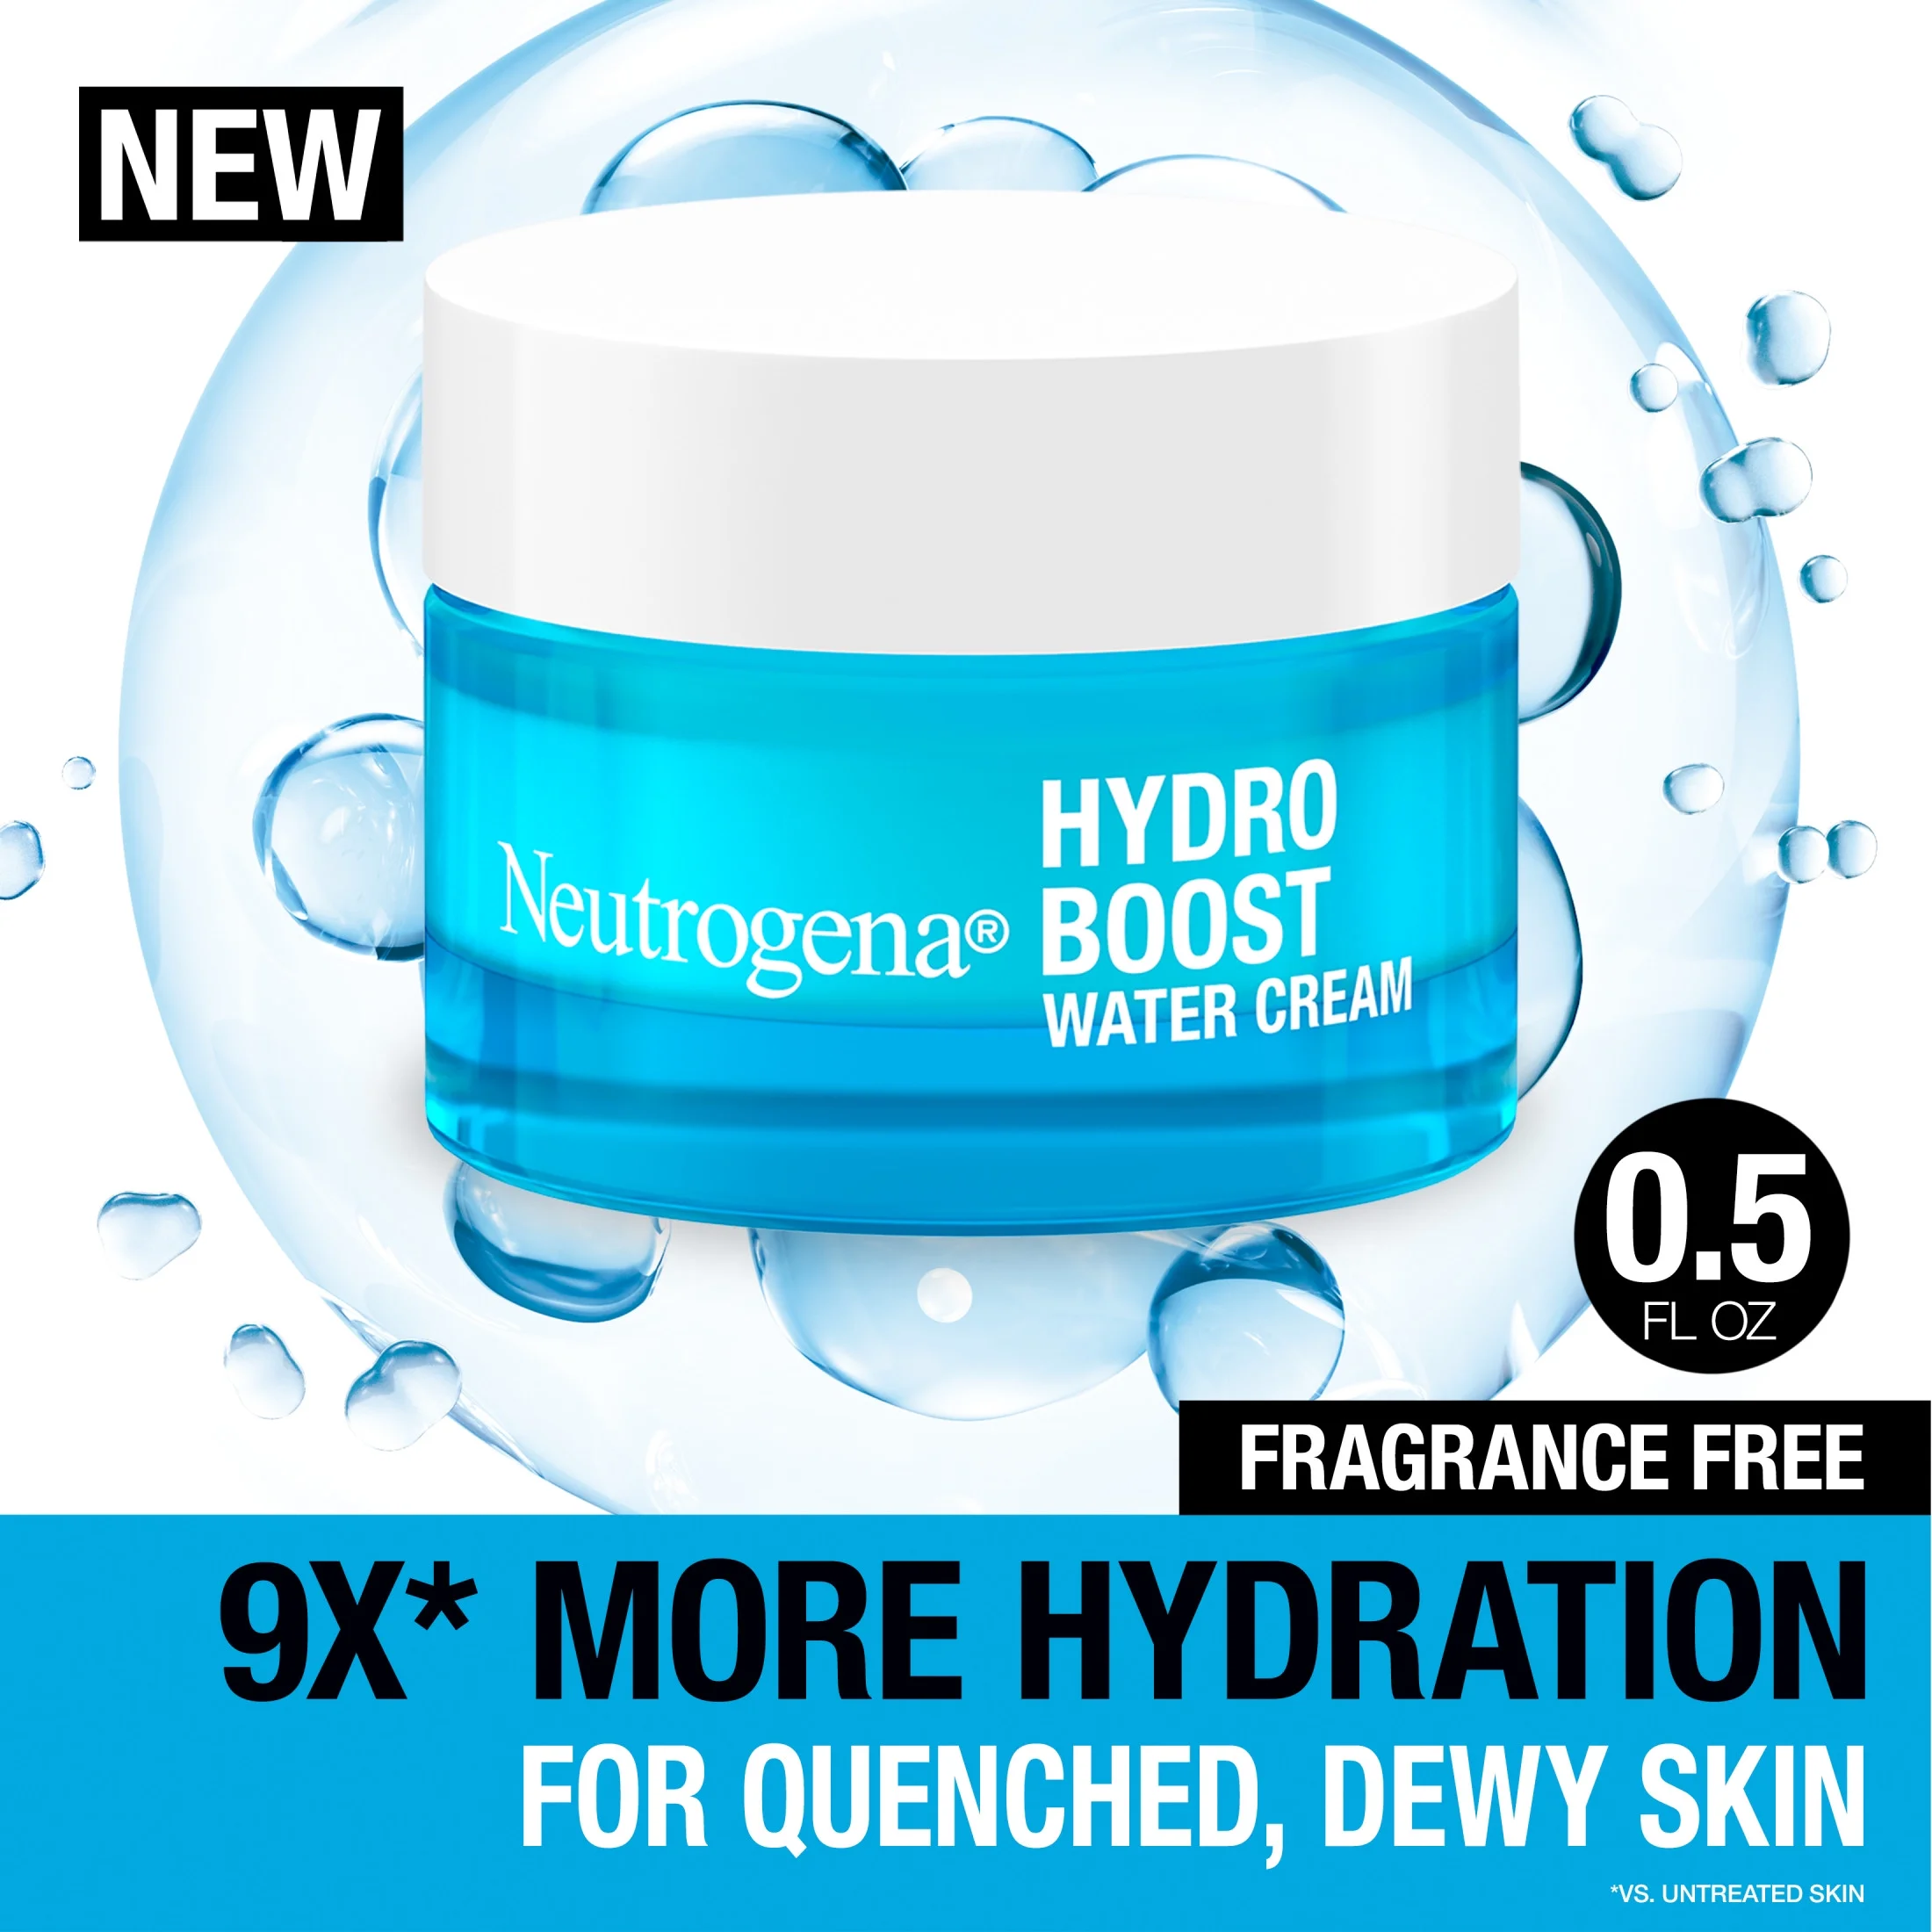 NEW
Neutrogena®
HYDRO
BOOST
WATER CREAM
0.5
FL OZ
FRAGRANCE FREE
9X* MORE HYDRATION
FOR QUENCHED, DEWY SKIN
*VS. UNTREATED SKIN